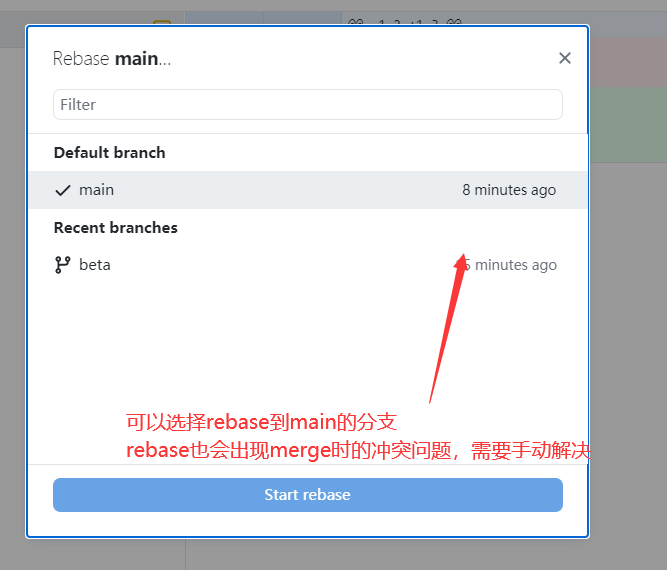 Rebase main...
Filter
Default branch
main 8 minutes ago
Recent branches
beta minutes ago
可以选择rebase到main的分支
rebase也会出现merge时的冲突问题，需要手动解决
Start rebase